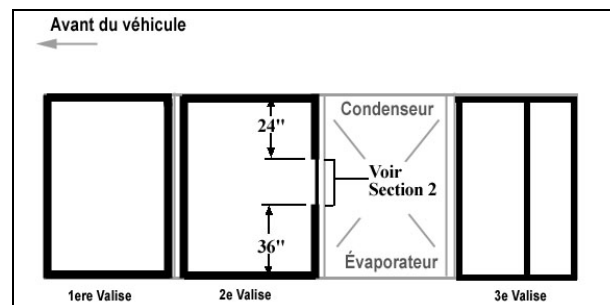 Avant du véhicule
Condenseur
24"
Voir
Section 2
36"
Évaporateur
1ere Valise
2e Valise
3e Valise